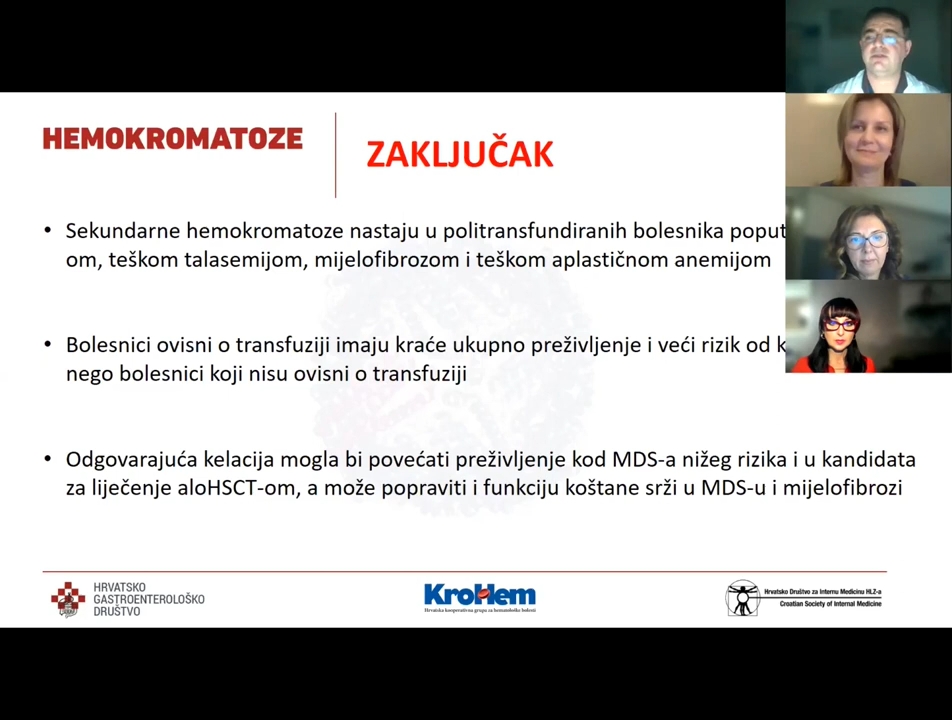 HEMOKROMATOZE
ZAKLJUČAK
• Sekundarne hemokromatoze nastaju u politransfundiranih bolesnika poput
om, teškom talasemijom, mijelofibrozom i teškom aplastičnom anemijom
• Bolesnici ovisni o transfuziji imaju kraće ukupno preživljenje i veći rizik od
nego bolesnici koji nisu ovisni o transfuziji
• Odgovarajuća kelacija mogla bi povećati preživljenje kod MDS-a nižeg rizika i u kandidata
za liječenje aloHSCT-om, a može popraviti i funkciju koštane srži u MDS-u i mijelofibrozi
HRVATSKO
GASTROENTEROLOŠKO
DRUŠTVO
KroHem
Hrvatska kooperativna grupa za hematološke bolesti
Hrvatsko Društvo za Internu Medicinu HLZ-a
Croatian Society of Internal Medicine